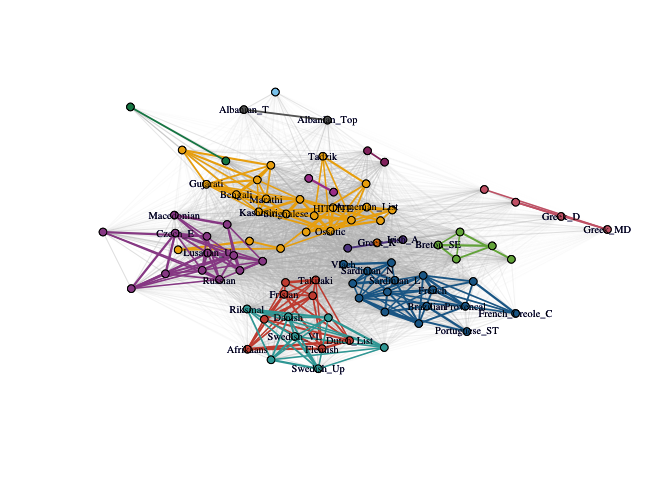 Albanian_T
Albanian_Top
Tadzik
Gujarati
Bengali
Marathi
Kashmiri
Singhalese
HITTITE
Armenian_List
Macedonian
Greek_D
Greek_MD
Czech_E
Ossetic
Greek_K
Irish_A
Breton_SE
Lusatian_U
Vlach
Sardinian_N
Russian
Sardinian_L
Takitaki
French
Frisian
Riksmal
Brazilian
Provencal
French_Creole_C
Danish
Portuguese_ST
Swedish_VL
Dutch_List
Afrikaans
Flemish
Swedish_Up